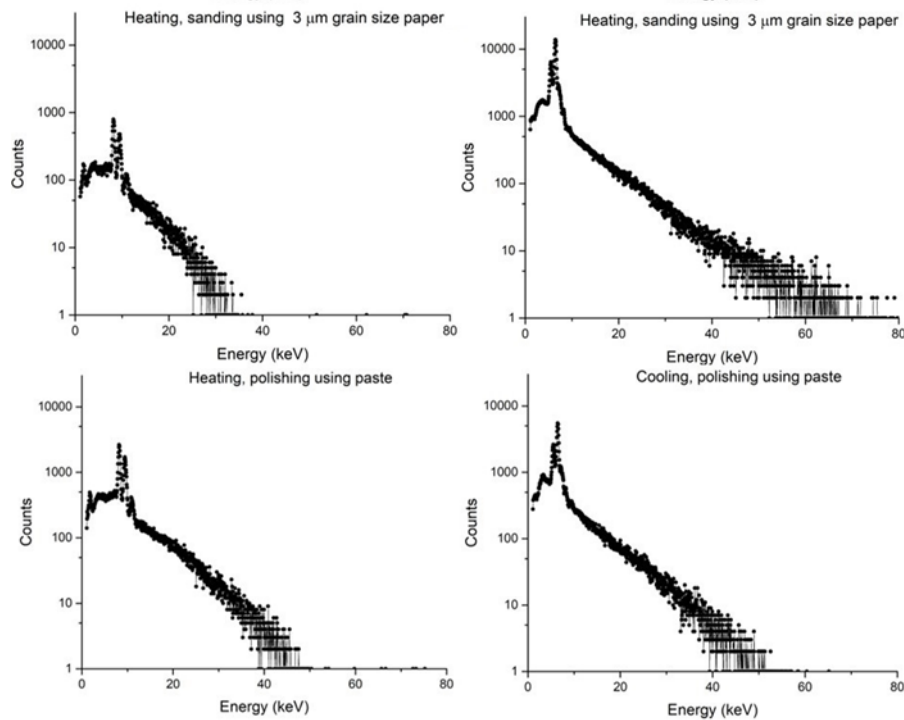 Heating, sanding using 3 μm grain size paper
10000
1000
100
10
1
Counts
0 20 40 60 80
Energy (keV)
Heating, sanding using 3 μm grain size paper
10000
1000
100
10
1
Counts
20 40 60 80
Energy (keV)
Heating, polishing using paste
10000
1000
100
10
1
Counts
0 20 40 60 80
Energy (keV)
Cooling, polishing using paste
10000
1000
100
10
1
Counts
0 20 40 60 80
Energy (keV)